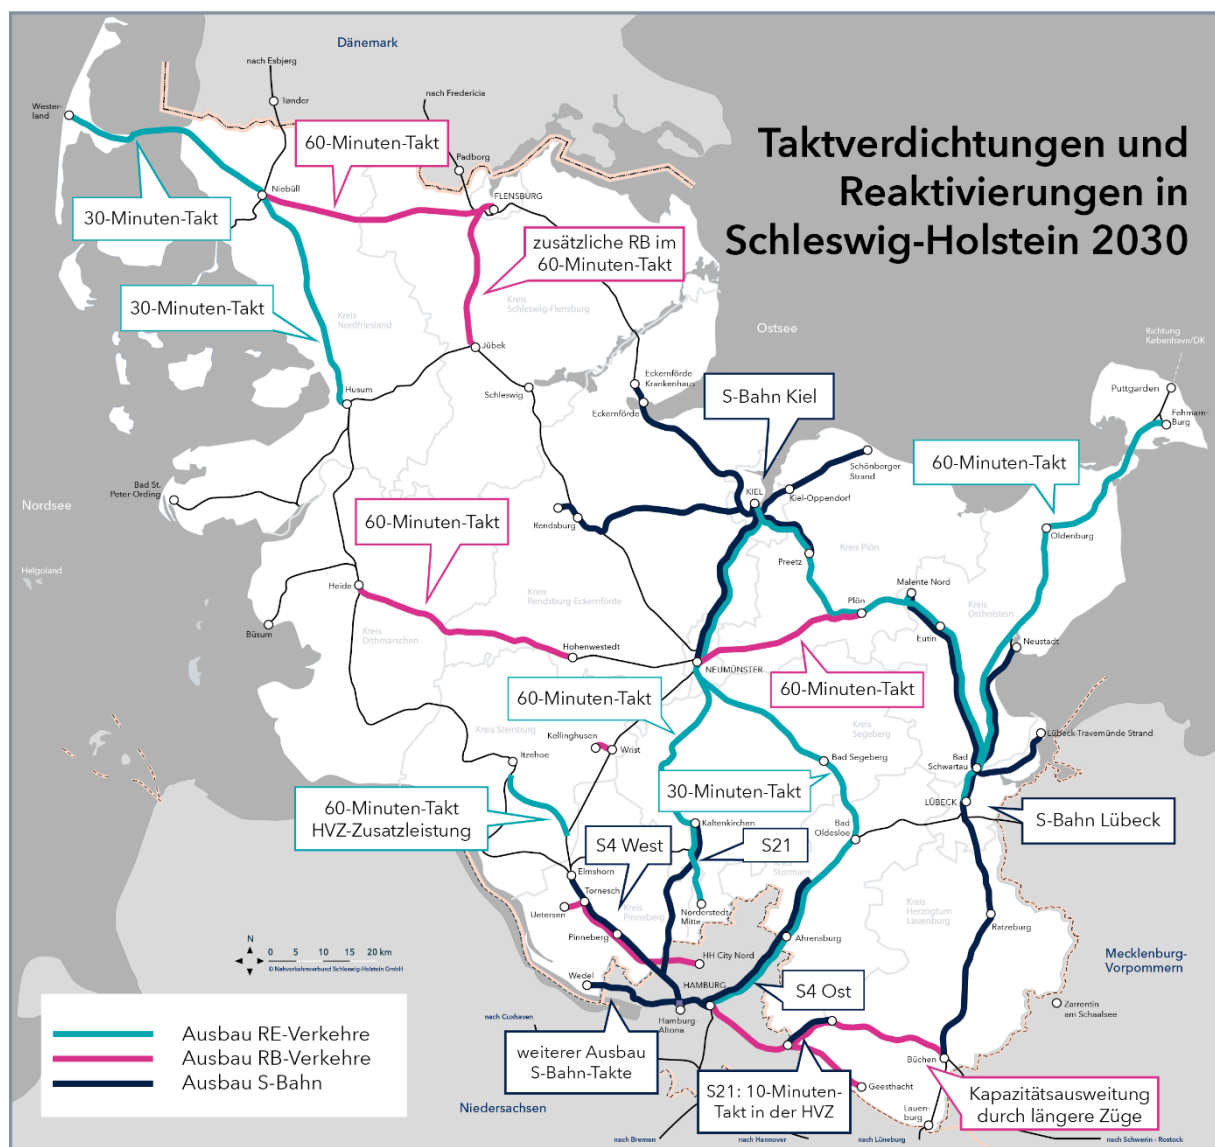 Taktverdichtungen und
Reaktivierungen in
Schleswig-Holstein 2030
Dänemark
nach Esbjerg
Tønder
nach Fredericia
Padborg
Wester-
land
60-Minuten-Takt
Niebüll
FLENSBURG
30-Minuten-Takt
zusätzliche RB im
60-Minuten-Takt
Kreis
Schleswig-Flensburg
30-Minuten-Takt
Kreis
Nordfriesland
Ostsee
Richtung
København/DK
Jübek
Husum
Schleswig
Eckernförde
Krankenhaus
Eckernförde
S-Bahn Kiel
Puttgarden
Fehmarn-
Burg
60-Minuten-Takt
Schönberger
Strand
Bad St.
Peter Ording
Nordsee
KIEL
Kiel-Oppendorf
Rendsburg
60-Minuten-Takt
Oldenburg
Kreis Plön
Preetz
Helgoland
Heide
Kreis
Rendsburg-Eckernförde
Malente Nord
Plön
Kreis
Ostholstein
Büsum
Kreis
Dithmarschen
Eutin
Neustadt
Hohenwestedt
NEUMÜNSTER
60-Minuten-Takt
60-Minuten-Takt
Kreis Steinburg
Kreis
Segeberg
Kellinghusen
Wrist
Itzehoe
Bad Segeberg
Lübeck-Travemünde Strand
Bad
Schwartau
30-Minuten-Takt
60-Minuten-Takt
HVZ-Zusatzleistung
LÜBECK
S-Bahn Lübeck
Kaltenkirchen
Bad
Oldesloe
S4 West
S21
Elmshorn
Kreis
Stormarn
Tornesch
Uetersen
Kreis
Pinneberg
Norderstedt
Mitte
Kreis
Herzogtum
Lauenburg
Ratzeburg
Pinneberg
Ahrensburg
N
0 5 10 15 20 km
© Nahverkehrsverbund Schleswig-Holstein GmbH
HH City Nord
Mecklenburg-
Vorpommern
Wedel
HAMBURG
S4 Ost
Hamburg-
Altona
Zarrentin
am Schaalsee
nach Cuxhaven
Ausbau RE-Verkehre
Ausbau RB-Verkehre
Ausbau S-Bahn
weiterer Ausbau
S-Bahn-Takte
Büchen
Geesthacht
S21: 10-Minuten-
Takt in der HVZ
Kapazitätsausweitung
durch längere Züge
Niedersachsen
Lauen-
burg
nach Bremen
nach Hannover
nach Lüneburg
nach Schwerin - Rostock